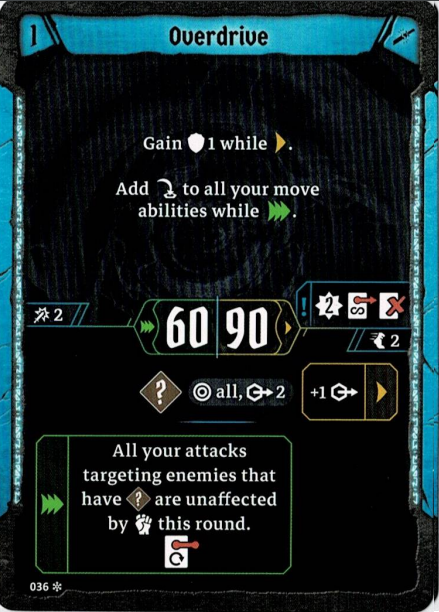 1 Overdrive
Gain 1 while .
Add to all your move
abilities while .
2
60 90
! 2
2
? all, 2 +1
All your attacks
targeting enemies that
have ? are unaffected
by this round.
036